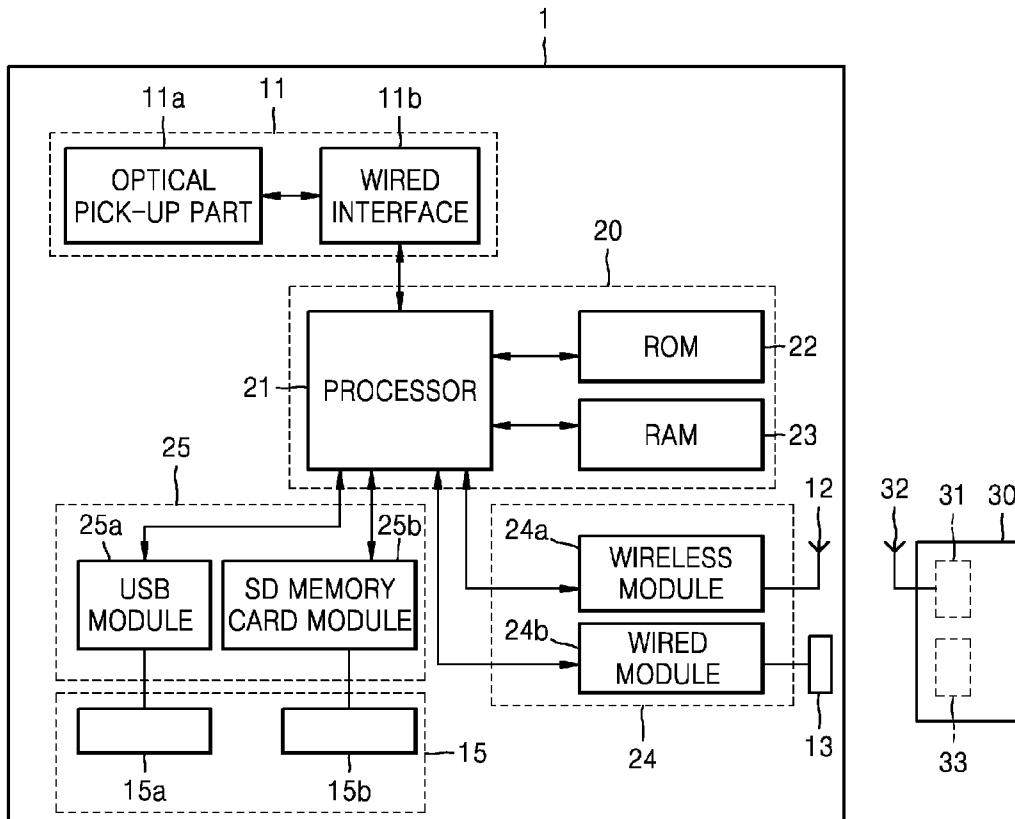 1
11a
11
11b
OPTICAL
PICK-UP PART
WIRED
INTERFACE
20
21
PROCESSOR
ROM
22
RAM
23
25
25a
25b
USB
MODULE
SD MEMORY
CARD MODULE
24a
WIRELESS
MODULE
24b
WIRED
MODULE
12
32
31
30
13
33
24
15
15a
15b